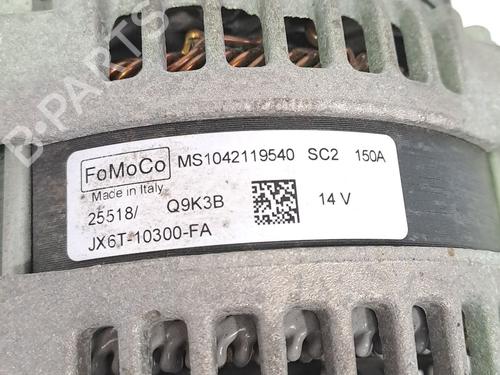 FoMoCo MS1042119540 SC2 150A
Made in Italy
25518/ Q9K3B 14 V
JX6T-10300-FA
B-PARTS